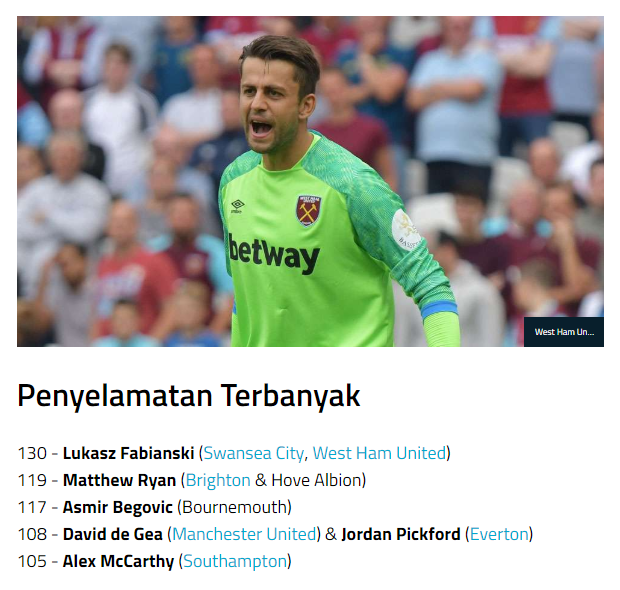 betway
West Ham Un...
Penyelamatan Terbanyak
130 - Lukasz Fabianski (Swansea City, West Ham United)
119 - Matthew Ryan (Brighton & Hove Albion)
117 - Asmir Begovic (Bournemouth)
108 - David de Gea (Manchester United) & Jordan Pickford (Everton)
105 - Alex McCarthy (Southampton)